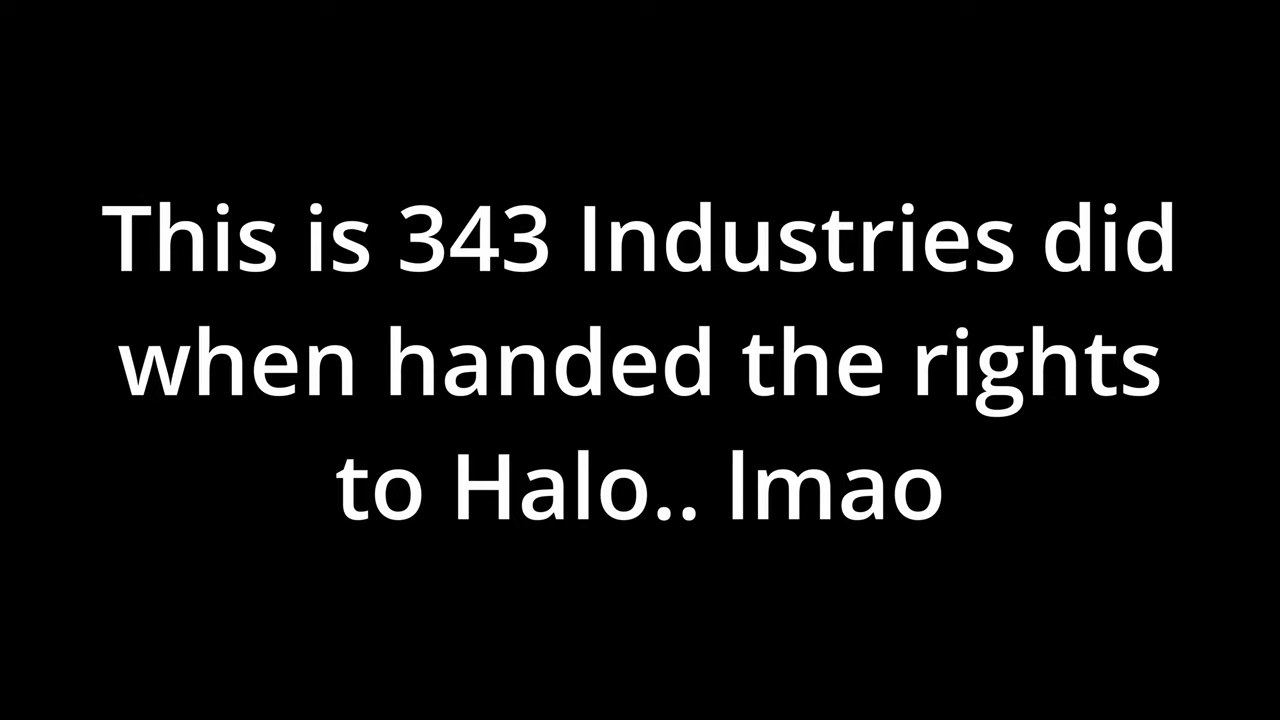 This is 343 Industries did
when handed the rights
to Halo.. lmao